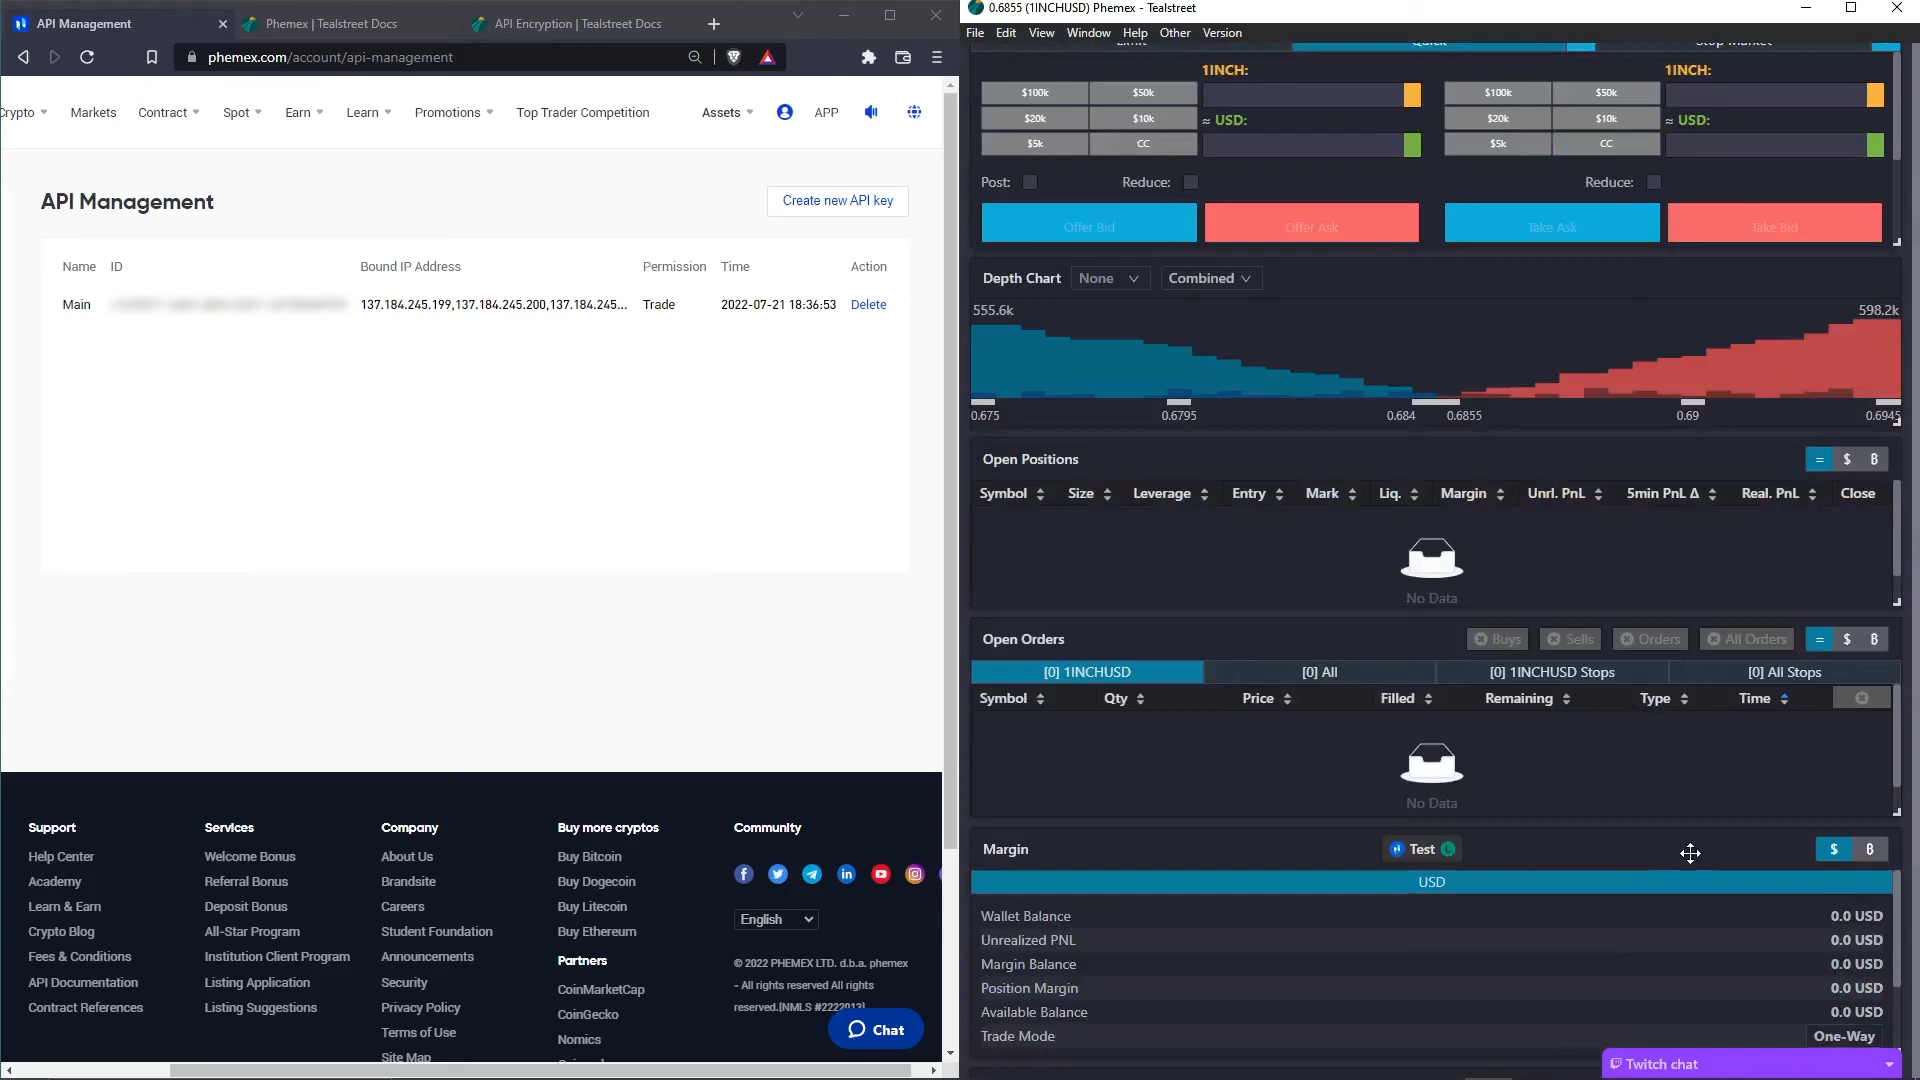 API Management
Phemex | Tealstreet Docs
API Encryption | Tealstreet Docs
phemex.com/account/api-management
Crypto
Markets
Contract
Spot
Earn
Learn
Promotions
Top Trader Competition
Assets
APP
API Management
Create new API key
Name ID Bound IP Address Permission Time Action
Main 137.184.245.199,137.184.245.200,137.184.245... Trade 2022-07-21 18:36:53 Delete
Support
Help Center
Academy
Learn & Earn
Crypto Blog
Fees & Conditions
API Documentation
Contract References
Services
Welcome Bonus
Referral Bonus
Deposit Bonus
All-Star Program
Institution Client Program
Listing Application
Listing Suggestions
Company
About Us
Brandsite
Careers
Student Foundation
Announcements
Security
Privacy Policy
Terms of Use
Site Map
Buy more cryptos
Buy Bitcoin
Buy Dogecoin
Buy Litecoin
Buy Ethereum
Partners
CoinMarketCap
CoinGecko
Nomics
Community
English
© 2022 PHEMEX LTD. d.b.a. phemex
- All rights reserved All rights
reserved.[NMLS #2222013]
Chat
0.6855 (1INCHUSD) Phemex - Tealstreet
File Edit View Window Help Other Version
Limit Quick Stop Market
1INCH: 1INCH:
$100k $50k $100k $50k
$20k $10k ≈ USD: $20k $10k ≈ USD:
$5k CC $5k CC
Post: Reduce: Reduce:
Offer Bid Offer Ask Take Ask Take Bid
Depth Chart None Combined
555.6k 598.2k
0.675 0.6795 0.684 0.6855 0.69 0.6945
Open Positions = $ ₿
Symbol Size Leverage Entry Mark Liq. Margin Unrl. PnL 5min PnL Δ Real. PnL Close
No Data
Open Orders Buys Sells Orders All Orders = $ ₿
[0] 1INCHUSD [0] All [0] 1INCHUSD Stops [0] All Stops
Symbol Qty Price Filled Remaining Type Time
No Data
Margin Test L $ ₿
USD
Wallet Balance 0.0 USD
Unrealized PNL 0.0 USD
Margin Balance 0.0 USD
Position Margin 0.0 USD
Available Balance 0.0 USD
Trade Mode One-Way
Twitch chat